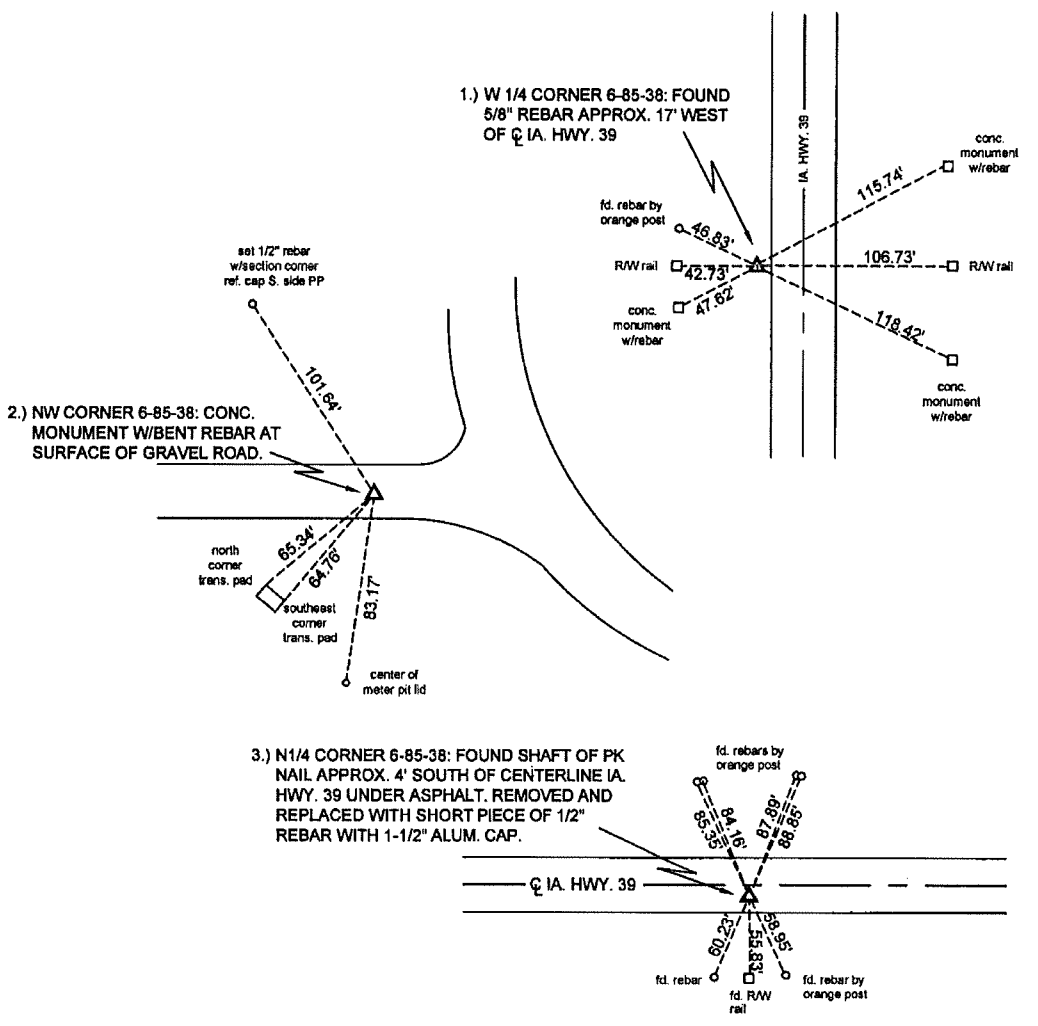 1.) W 1/4 CORNER 6-85-38: FOUND
5/8" REBAR APPROX. 17' WEST
OF ℄ IA. HWY. 39
IA. HWY. 39
conc.
monument
w/rebar
115.74'
fd. rebar by
orange post
46.83'
R/W rail
42.73'
106.73'
R/W rail
47.62'
conc.
monument
w/rebar
118.42'
conc.
monument
w/rebar
set 1/2" rebar
w/section corner
ref. cap S. side PP
101.64'
2.) NW CORNER 6-85-38: CONC.
MONUMENT W/BENT REBAR AT
SURFACE OF GRAVEL ROAD.
north
corner
trans. pad
65.34'
64.76'
southeast
corner
trans. pad
83.17'
center of
meter pit lid
3.) N1/4 CORNER 6-85-38: FOUND SHAFT OF PK
NAIL APPROX. 4' SOUTH OF CENTERLINE IA.
HWY. 39 UNDER ASPHALT. REMOVED AND
REPLACED WITH SHORT PIECE OF 1/2"
REBAR WITH 1-1/2" ALUM. CAP.
fd. rebars by
orange post
85.35'
84.16'
87.89'
88.85'
℄ IA. HWY. 39
60.23'
55.83'
58.95'
fd. rebar
fd. R/W
rail
fd. rebar by
orange post